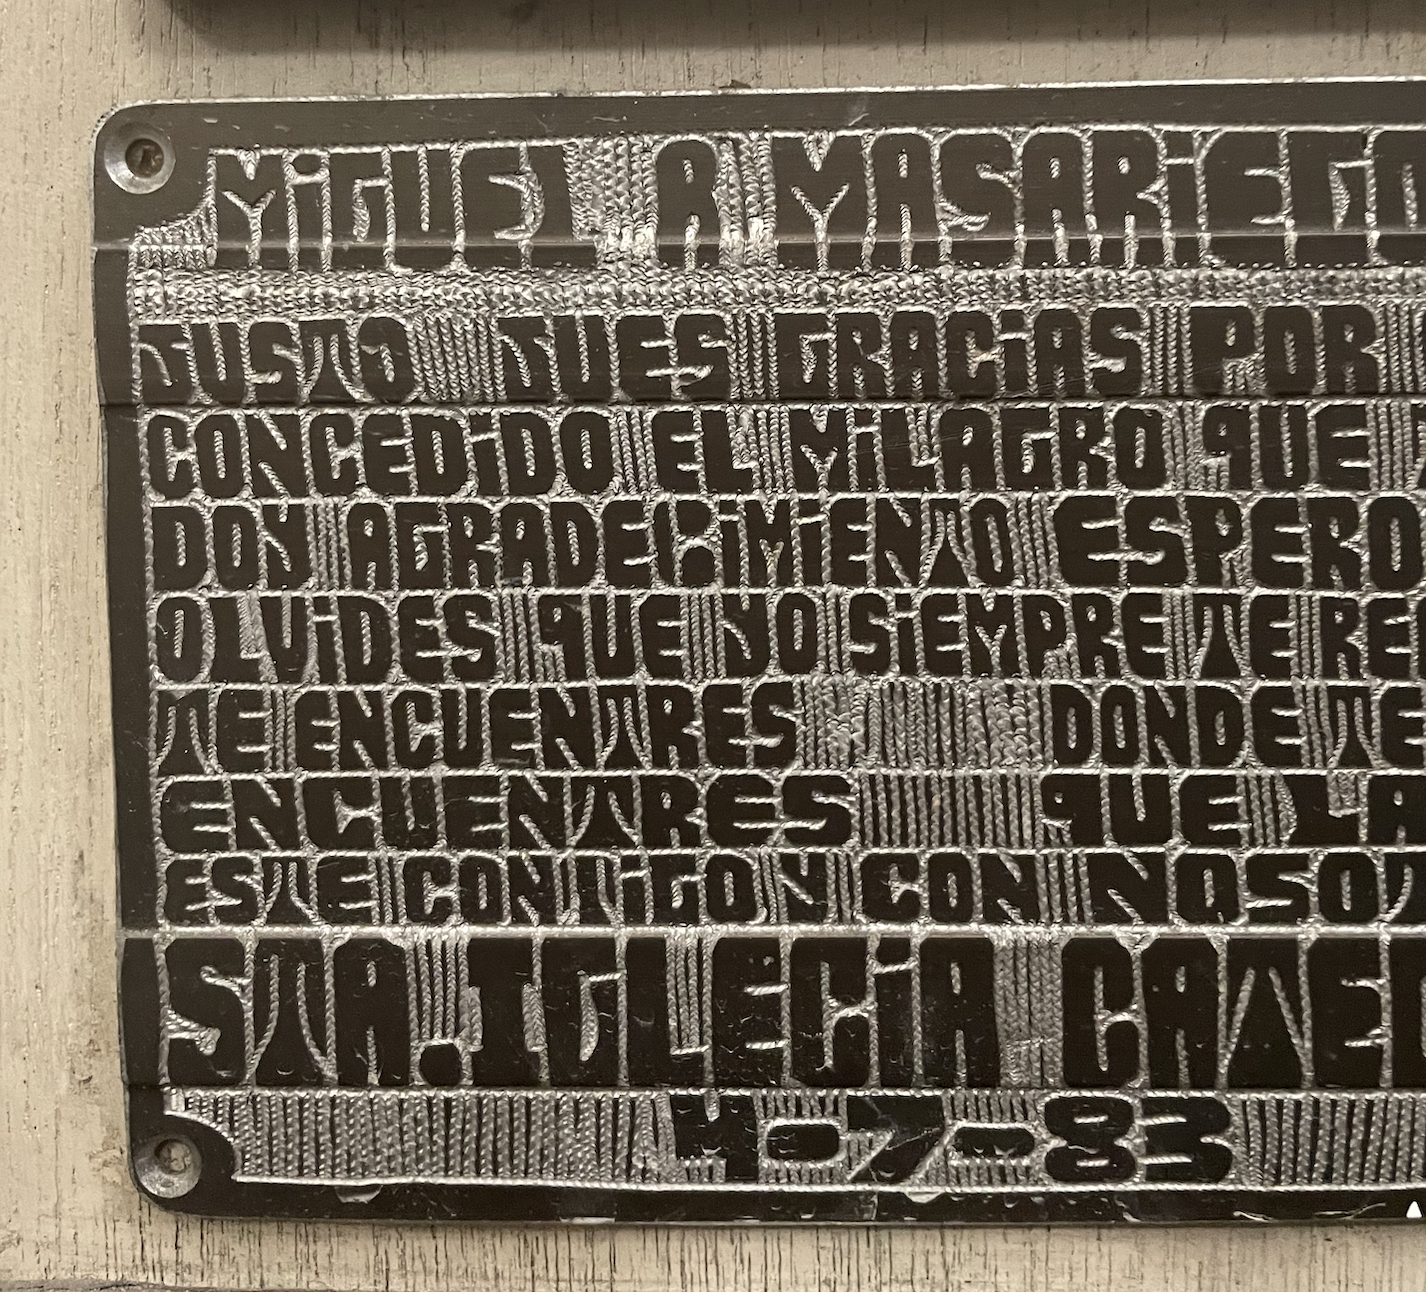 MiGUEL A MASARiEGO
JUSTO JUES GRACiAS POR
CONCEDiDO EL MiLAGRO QUE
DOY AGRADECiMiENTO ESPERO
OLViDES QUE YO SiEMPRE TE RE
TE ENCUENTRES DONDE TE
ENCUENTRES QUE LA
ESTE CONTiGO Y CON NOSOT
STA. IGLECiA CATE
4-7-83